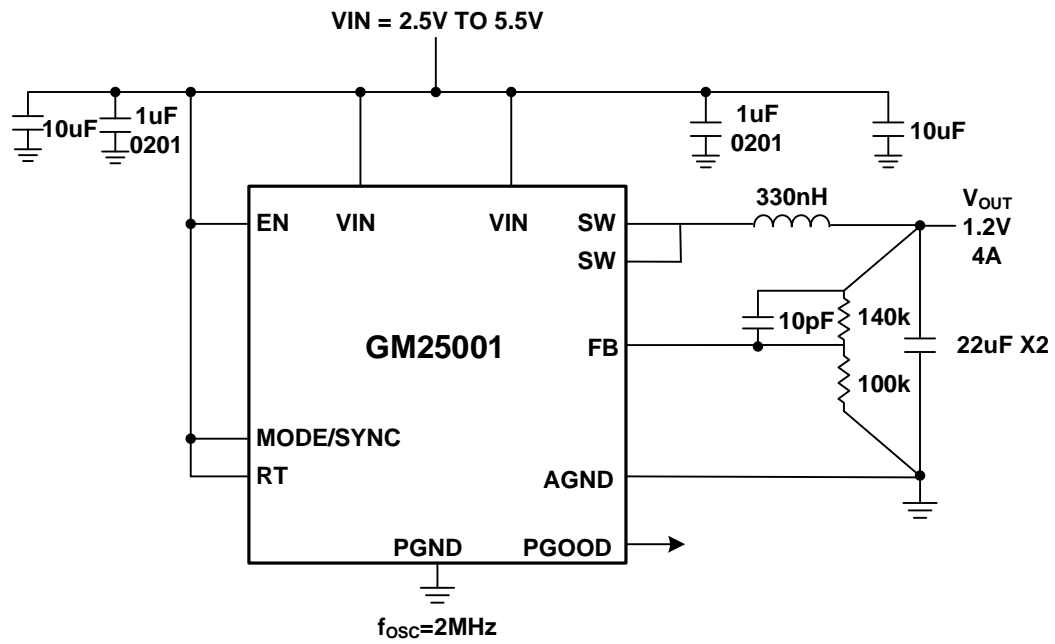 VIN = 2.5V TO 5.5V
10uF
1uF
0201
1uF
0201
10uF
EN
VIN
VIN
SW
SW
330nH
VOUT
1.2V
4A
GM25001
FB
10pF
140k
100k
22uF X2
MODE/SYNC
RT
AGND
PGND
PGOOD
fOSC=2MHz